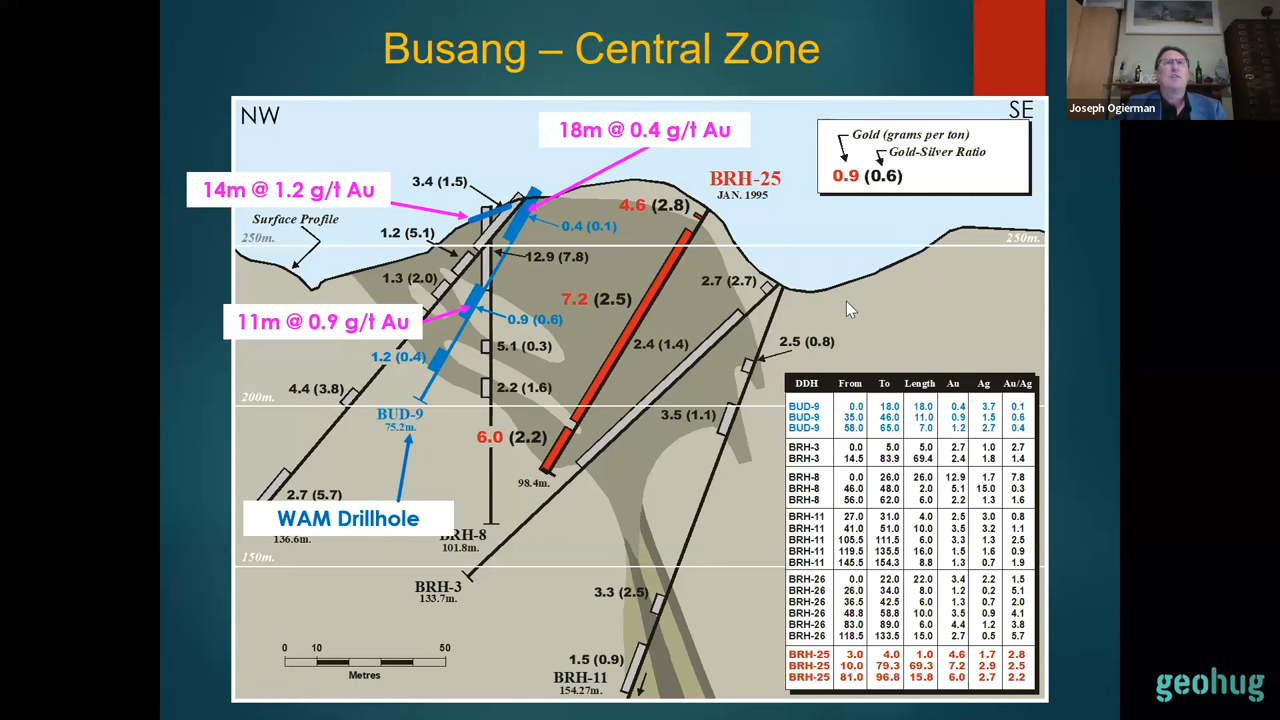 Busang – Central Zone
Joe
Joseph Ogierman
NW
SE
18m @ 0.4 g/t Au
14m @ 1.2 g/t Au
11m @ 0.9 g/t Au
WAM Drillhole
Gold (grams per ton)
Gold-Silver Ratio
0.9 (0.6)
BRH-25
JAN. 1995
Surface Profile
250m.
250m.
3.4 (1.5)
4.6 (2.8)
1.2 (5.1)
0.4 (0.1)
12.9 (7.8)
1.3 (2.0)
7.2 (2.5)
2.7 (2.7)
0.9 (0.6)
5.1 (0.3)
2.4 (1.4)
2.5 (0.8)
1.2 (0.4)
4.4 (3.8)
2.2 (1.6)
200m.
BUD-9
75.2m.
3.5 (1.1)
6.0 (2.2)
98.4m.
2.7 (5.7)
136.6m.
BRH-8
101.8m.
150m.
BRH-3
133.7m.
3.3 (2.5)
1.5 (0.9)
BRH-11
154.27m.
0 10 50
Metres
DDH From To Length Au Ag Au/Ag
BUD-9 0.0 18.0 18.0 0.4 3.7 0.1
BUD-9 35.0 46.0 11.0 0.9 1.5 0.6
BUD-9 58.0 65.0 7.0 1.2 2.7 0.4
BRH-3 0.0 5.0 5.0 2.7 1.0 2.7
BRH-3 14.5 83.9 69.4 2.4 1.8 1.4
BRH-8 0.0 26.0 26.0 12.9 1.7 7.8
BRH-8 46.0 48.0 2.0 5.1 15.0 0.3
BRH-8 56.0 62.0 6.0 2.2 1.3 1.6
BRH-11 27.0 31.0 4.0 2.5 3.0 0.8
BRH-11 41.0 51.0 10.0 3.5 3.2 1.1
BRH-11 105.5 111.5 6.0 3.3 1.3 2.5
BRH-11 119.5 135.5 16.0 1.5 1.6 0.9
BRH-11 145.5 154.3 8.8 1.3 0.7 1.9
BRH-26 0.0 22.0 22.0 3.4 2.2 1.5
BRH-26 26.0 34.0 8.0 1.2 0.2 5.1
BRH-26 36.5 42.5 6.0 1.3 0.7 2.0
BRH-26 48.8 58.8 10.0 3.5 0.9 4.1
BRH-26 83.0 89.0 6.0 4.4 1.2 3.8
BRH-26 118.5 133.5 15.0 2.7 0.5 5.7
BRH-25 3.0 4.0 1.0 4.6 1.7 2.8
BRH-25 10.0 79.3 69.3 7.2 2.9 2.5
BRH-25 81.0 96.8 15.8 6.0 2.7 2.2
geohug